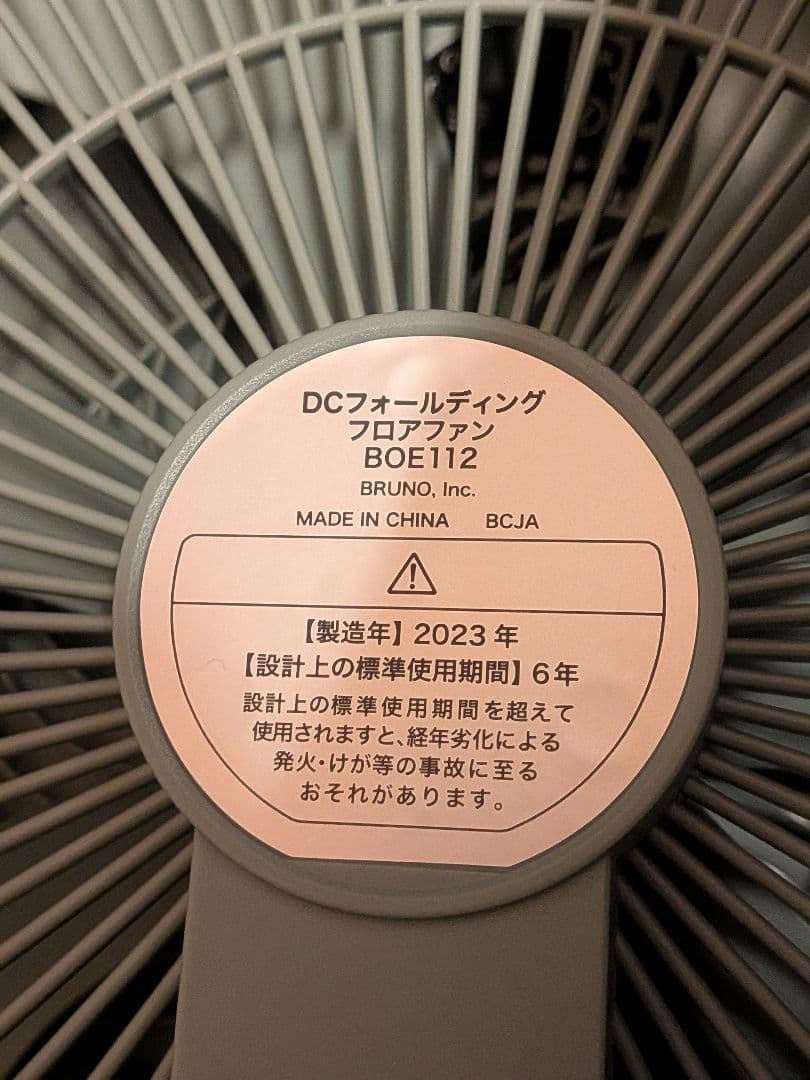 DCフォールディング
フロアファン
BOE112
BRUNO, Inc.
MADE IN CHINA BCJA
【製造年】2023年
【設計上の標準使用期間】6年
設計上の標準使用期間を超えて
使用されますと、経年劣化による
発火・けが等の事故に至る
おそれがあります。